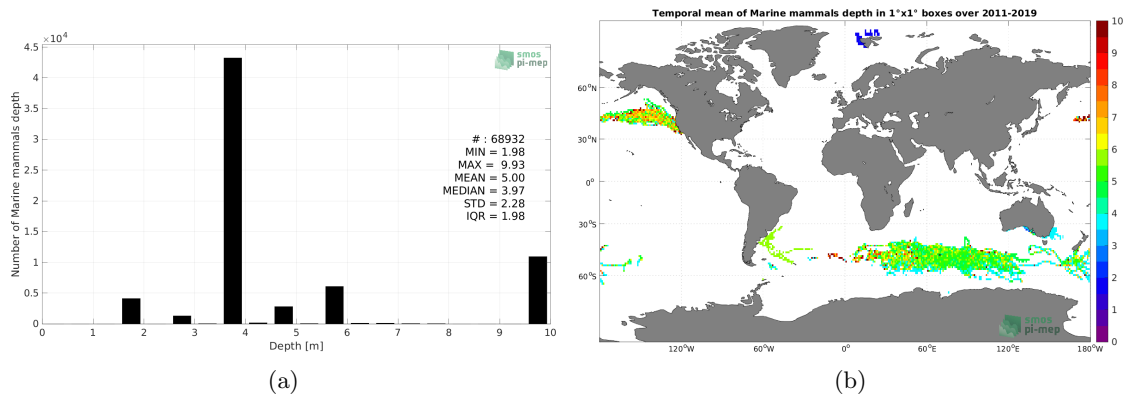 4.5
×10⁴
4
3.5
3
2.5
2
1.5
1
0.5
0
Number of Marine mammals depth
smos
pi-mep
# : 68932
MIN = 1.98
MAX = 9.93
MEAN = 5.00
MEDIAN = 3.97
STD = 2.28
IQR = 1.98
0 1 2 3 4 5 6 7 8 9 10
Depth [m]
(a)
Temporal mean of Marine mammals depth in 1°x1° boxes over 2011-2019
60°N
30°N
0°
30°S
60°S
120°W 60°W 0° 60°E 120°E 180°W
smos
pi-mep
10
9
8
7
6
5
4
3
2
1
0
(b)